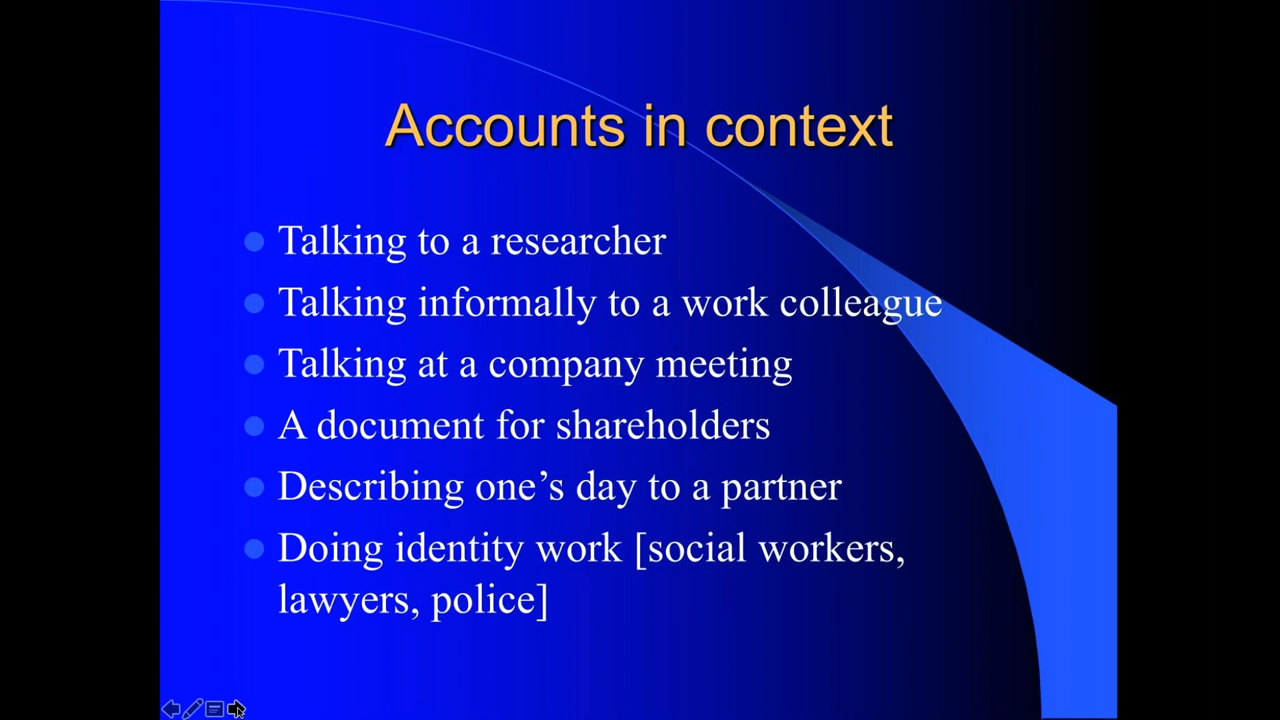 Accounts in context
Talking to a researcher
Talking informally to a work colleague
Talking at a company meeting
A document for shareholders
Describing one’s day to a partner
Doing identity work [social workers,
lawyers, police]